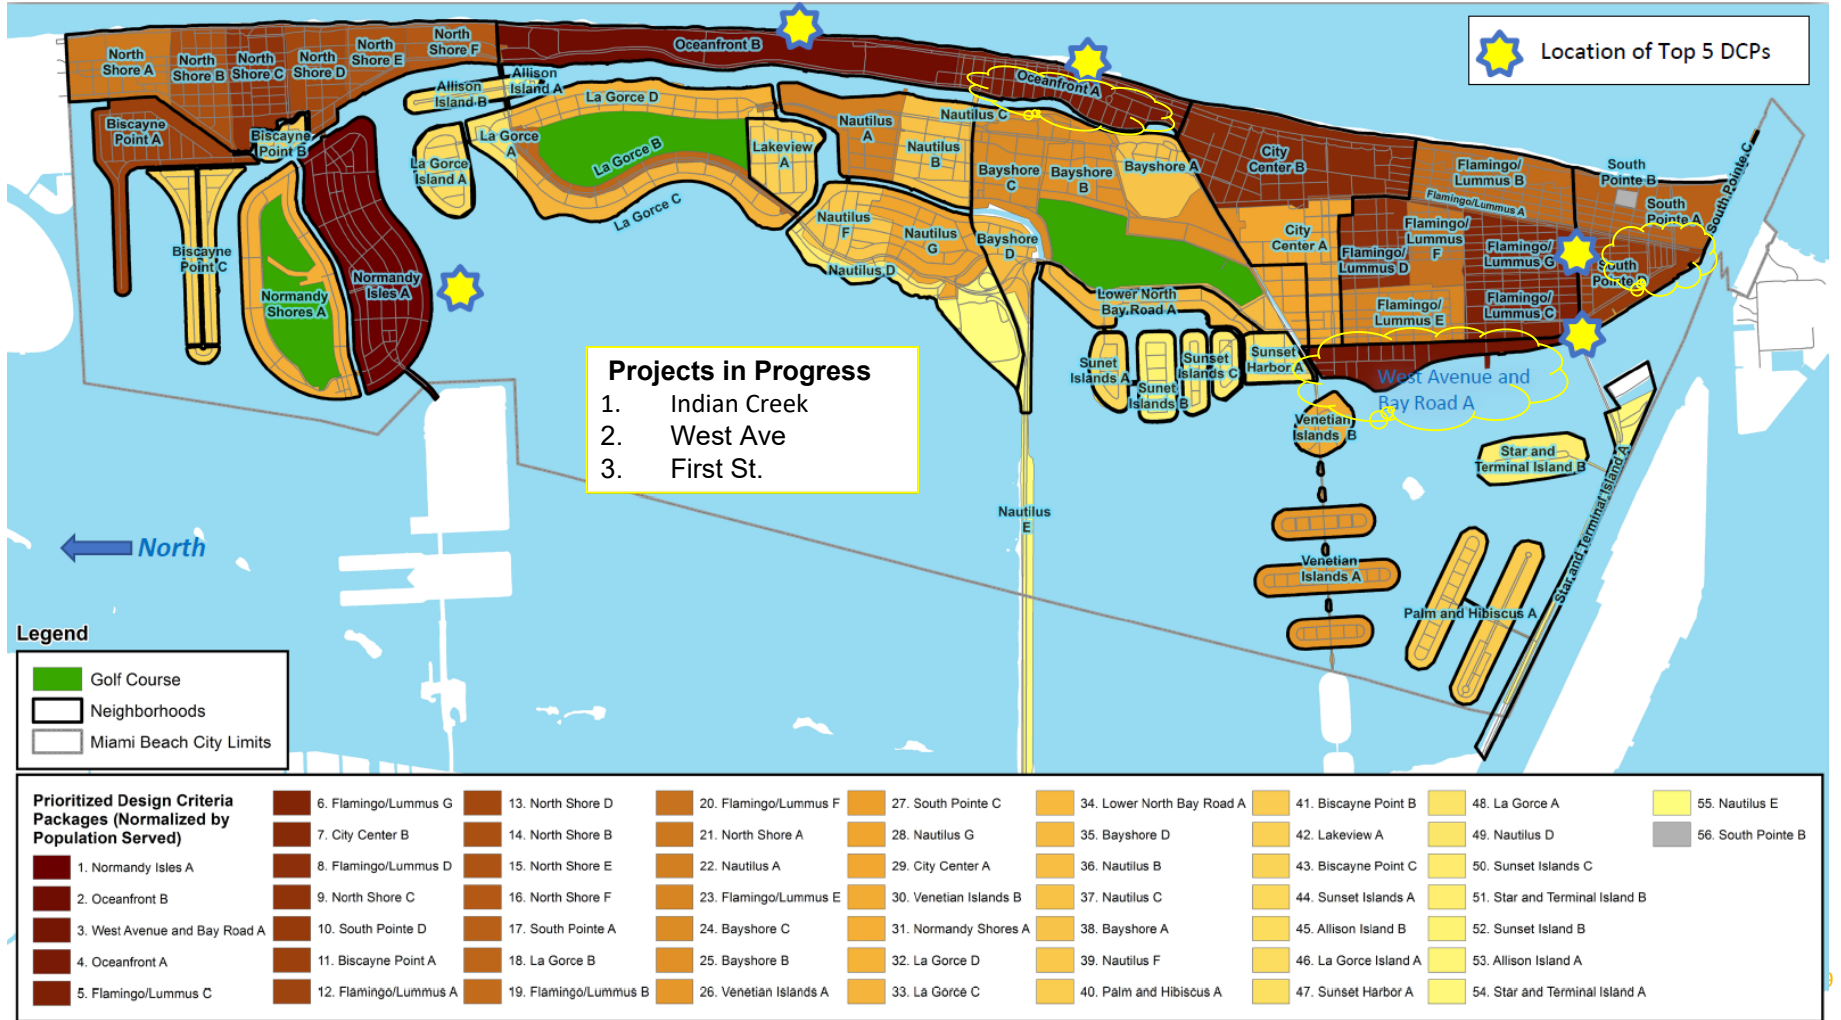 Location of Top 5 DCPs
North
Shore A
North
Shore B
North
Shore C
North
Shore D
North
Shore E
North
Shore F
Oceanfront B
Oceanfront A
Allison
Island A
Allison
Island B
La Gorce D
La Gorce
A
La Gorce B
La Gorce C
La Gorce
Island A
Lakeview
A
Biscayne
Point A
Biscayne
Point B
Biscayne
Point C
Normandy
Shores A
Normandy
Isles A
Nautilus
A
Nautilus
B
Nautilus C
Nautilus
F
Nautilus
G
Nautilus D
Bayshore
C
Bayshore
B
Bayshore A
Bayshore
D
City
Center B
City
Center A
Flamingo/
Lummus B
Flamingo/Lummus A
South
Pointe B
South
Pointe A
South Pointe C
Flamingo/
Lummus D
Flamingo/
Lummus
F
Flamingo/
Lummus G
South
Pointe D
Flamingo/
Lummus E
Flamingo/
Lummus C
Lower North
Bay Road A
Sunet
Islands A
Sunet
Islands B
Sunset
Islands C
Sunset
Harbor A
West Avenue and
Bay Road A
Venetian
Islands B
Star and
Terminal Island B
Star and Terminal Island A
Nautilus
E
Venetian
Islands A
Palm and Hibiscus A
Projects in Progress
1. Indian Creek
2. West Ave
3. First St.
North
Legend
Golf Course
Neighborhoods
Miami Beach City Limits
Prioritized Design Criteria
Packages (Normalized by
Population Served)
1. Normandy Isles A
2. Oceanfront B
3. West Avenue and Bay Road A
4. Oceanfront A
5. Flamingo/Lummus C
6. Flamingo/Lummus G
7. City Center B
8. Flamingo/Lummus D
9. North Shore C
10. South Pointe D
11. Biscayne Point A
12. Flamingo/Lummus A
13. North Shore D
14. North Shore B
15. North Shore E
16. North Shore F
17. South Pointe A
18. La Gorce B
19. Flamingo/Lummus B
20. Flamingo/Lummus F
21. North Shore A
22. Nautilus A
23. Flamingo/Lummus E
24. Bayshore C
25. Bayshore B
26. Venetian Islands A
27. South Pointe C
28. Nautilus G
29. City Center A
30. Venetian Islands B
31. Normandy Shores A
32. La Gorce D
33. La Gorce C
34. Lower North Bay Road A
35. Bayshore D
36. Nautilus B
37. Nautilus C
38. Bayshore A
39. Nautilus F
40. Palm and Hibiscus A
41. Biscayne Point B
42. Lakeview A
43. Biscayne Point C
44. Sunset Islands A
45. Allison Island B
46. La Gorce Island A
47. Sunset Harbor A
48. La Gorce A
49. Nautilus D
50. Sunset Islands C
51. Star and Terminal Island B
52. Sunset Island B
53. Allison Island A
54. Star and Terminal Island A
55. Nautilus E
56. South Pointe B